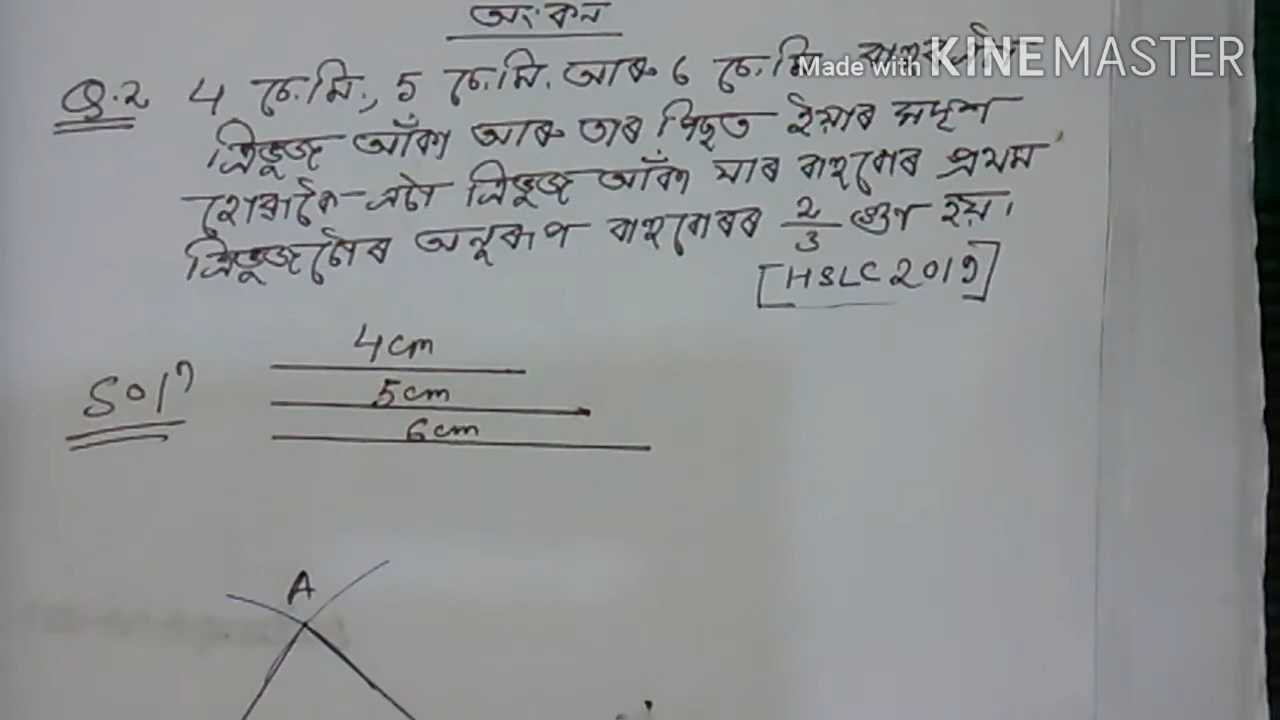 অংকন
Q.2 4 চে.মি., 5 চে.মি. আৰু 6 চে.মি.
Made with KINEMASTER
ত্ৰিভুজ আঁকা আৰু তাৰ পিছত ইয়াৰ সদৃশ
হোৱাকৈ এটা ত্ৰিভুজ আঁকা যাৰ বাহুবোৰ প্ৰথম
ত্ৰিভুজটোৰ অনুৰূপ বাহুবোৰৰ 2/3 গুণ হয়।
[HSLC 2019]
Solⁿ
4cm
5cm
6cm
A